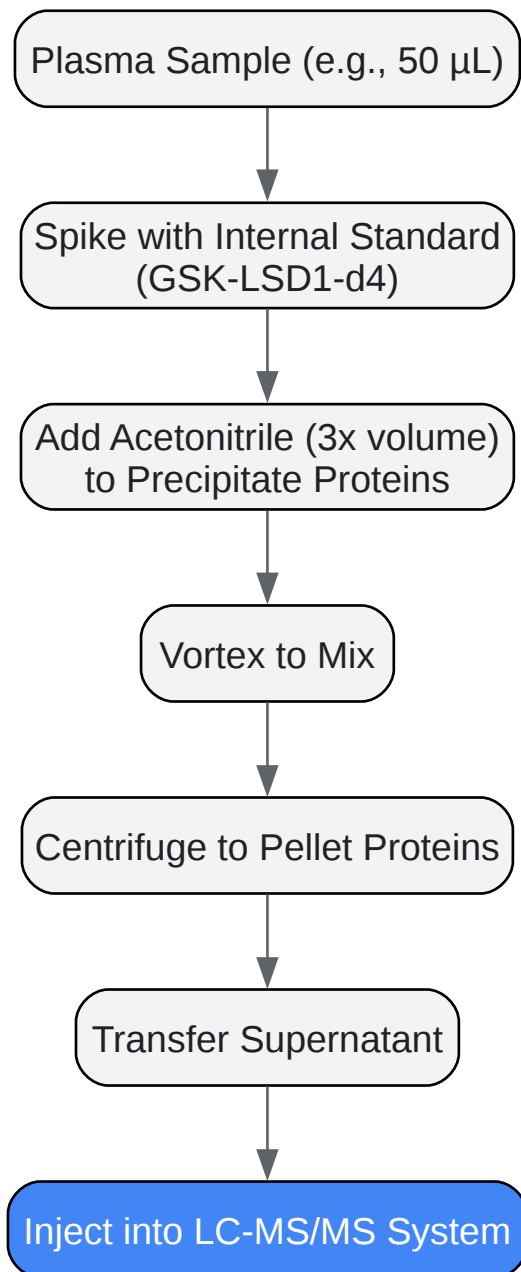 Plasma Sample (e.g., 50 µL)
Spike with Internal Standard
(GSK-LSD1-d4)
Add Acetonitrile (3x volume)
to Precipitate Proteins
Vortex to Mix
Centrifuge to Pellet Proteins
Transfer Supernatant
Inject into LC-MS/MS System